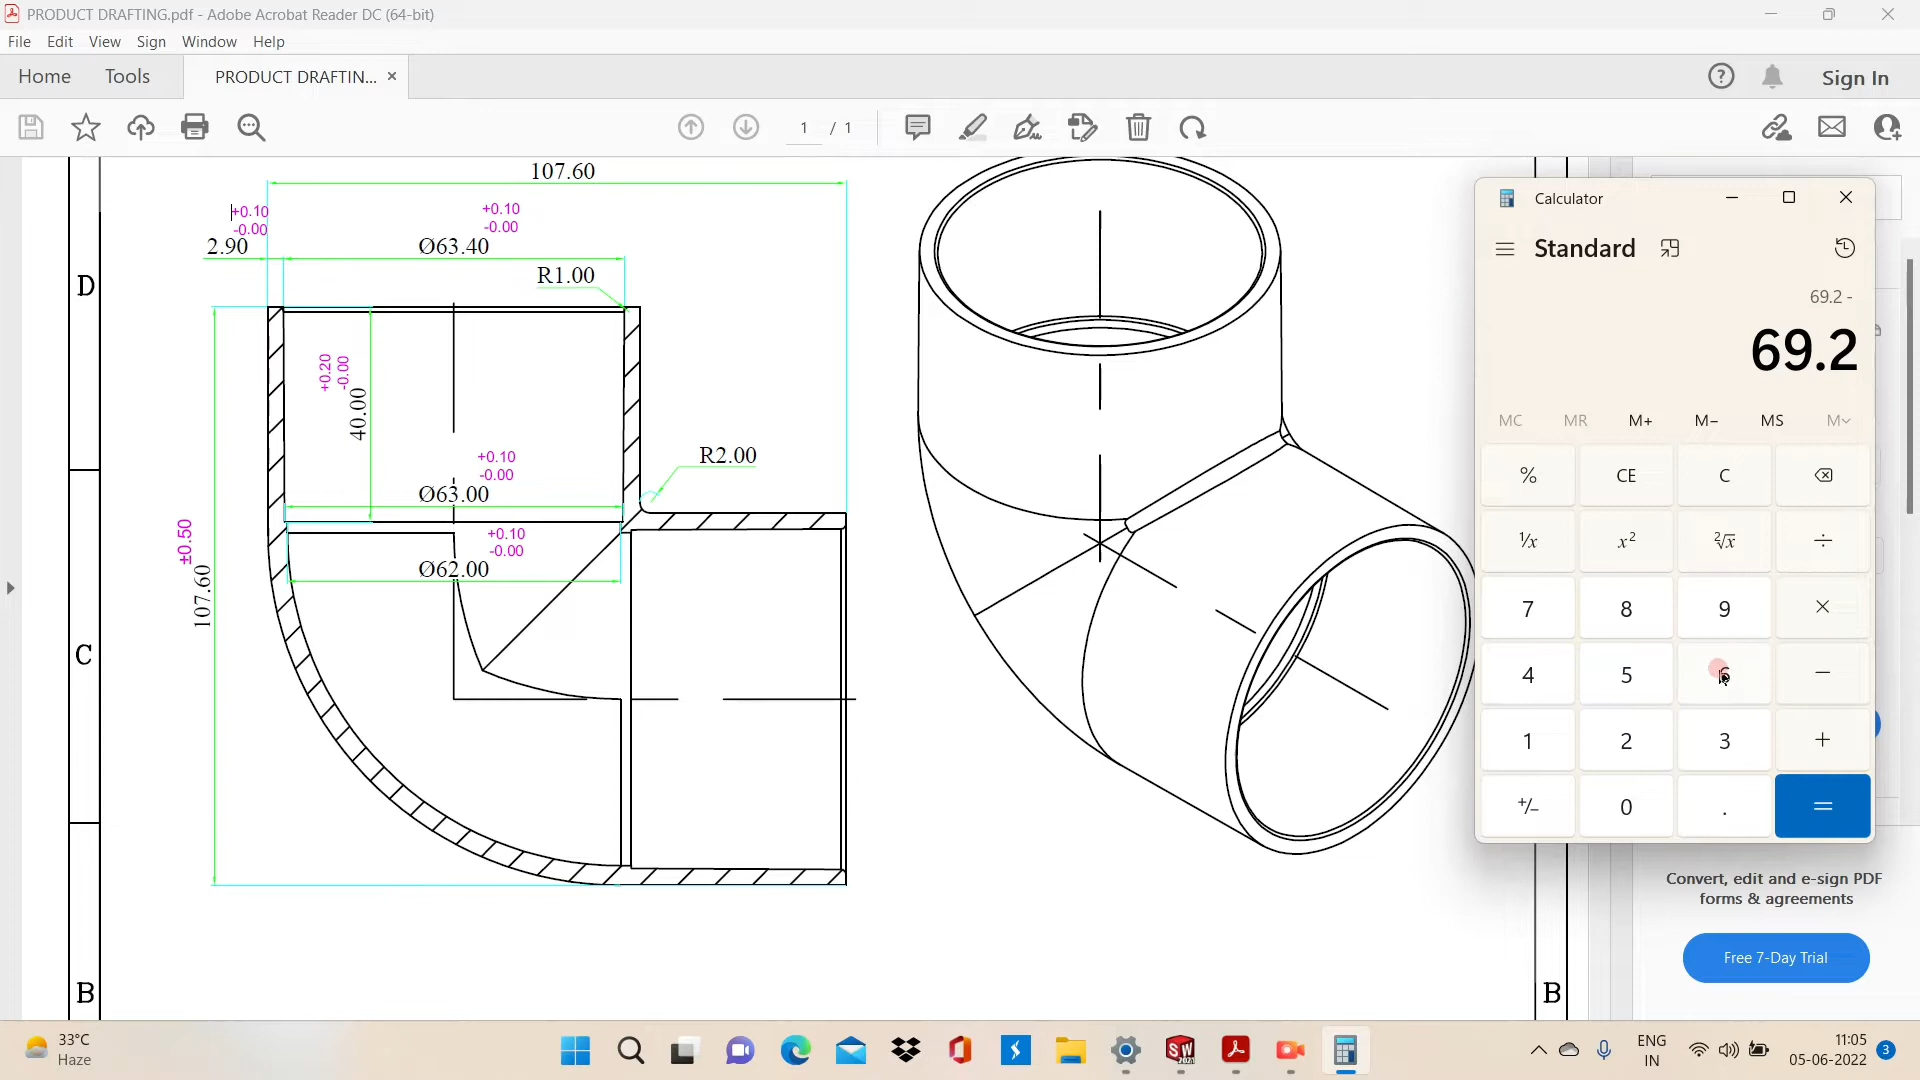 PRODUCT DRAFTING.pdf - Adobe Acrobat Reader DC (64-bit)
File Edit View Sign Window Help
Home Tools PRODUCT DRAFTIN... Sign In
1 / 1
107.60
+0.10
-0.00
+0.10
-0.00
2.90
Ø63.40
R1.00
D
+0.20
-0.00
40.00
R2.00
+0.10
-0.00
Ø63.00
+0.10
-0.00
Ø62.00
±0.50
107.60
C
B
B
Calculator
Standard
69.2 -
69.2
MC MR M+ M− MS M
% CE C
¹/x x² ²√x ÷
7 8 9 ×
4 5 6 −
1 2 3 +
+/− 0 . =
Convert, edit and e-sign PDF
forms & agreements
Free 7-Day Trial
33°C
Haze
SW
2021
ENG
IN
11:05
05-06-2022
3